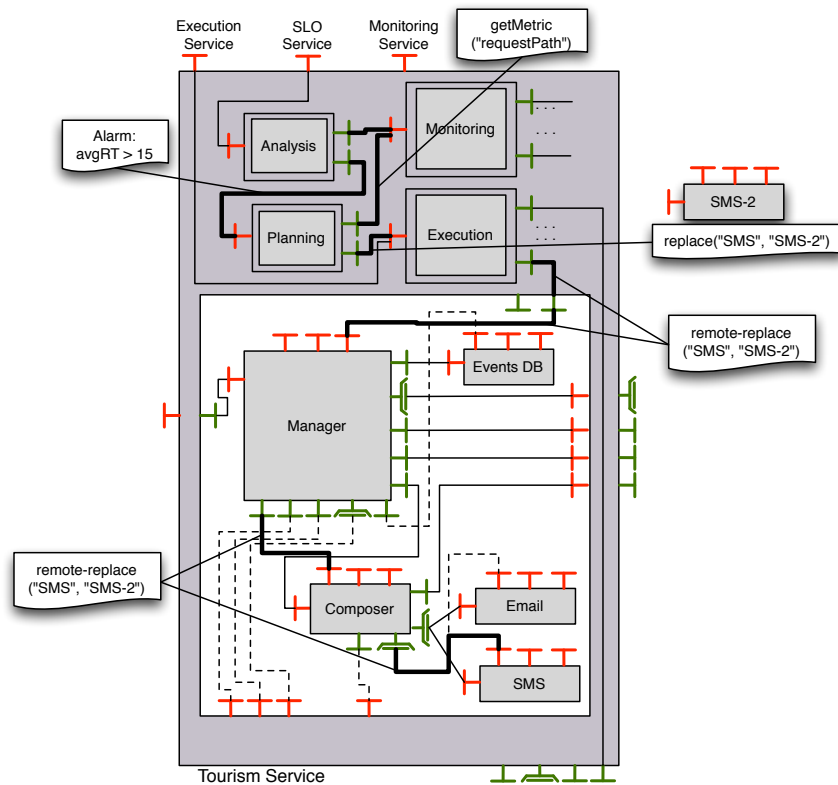 Execution
Service
SLO
Service
Monitoring
Service
getMetric
("requestPath")
Alarm:
avgRT > 15
Analysis
Monitoring
. . .
. . .
SMS-2
Planning
Execution
. . .
. . .
replace("SMS", "SMS-2")
remote-replace
("SMS", "SMS-2")
Events DB
Manager
remote-replace
("SMS", "SMS-2")
Composer
Email
SMS
Tourism Service